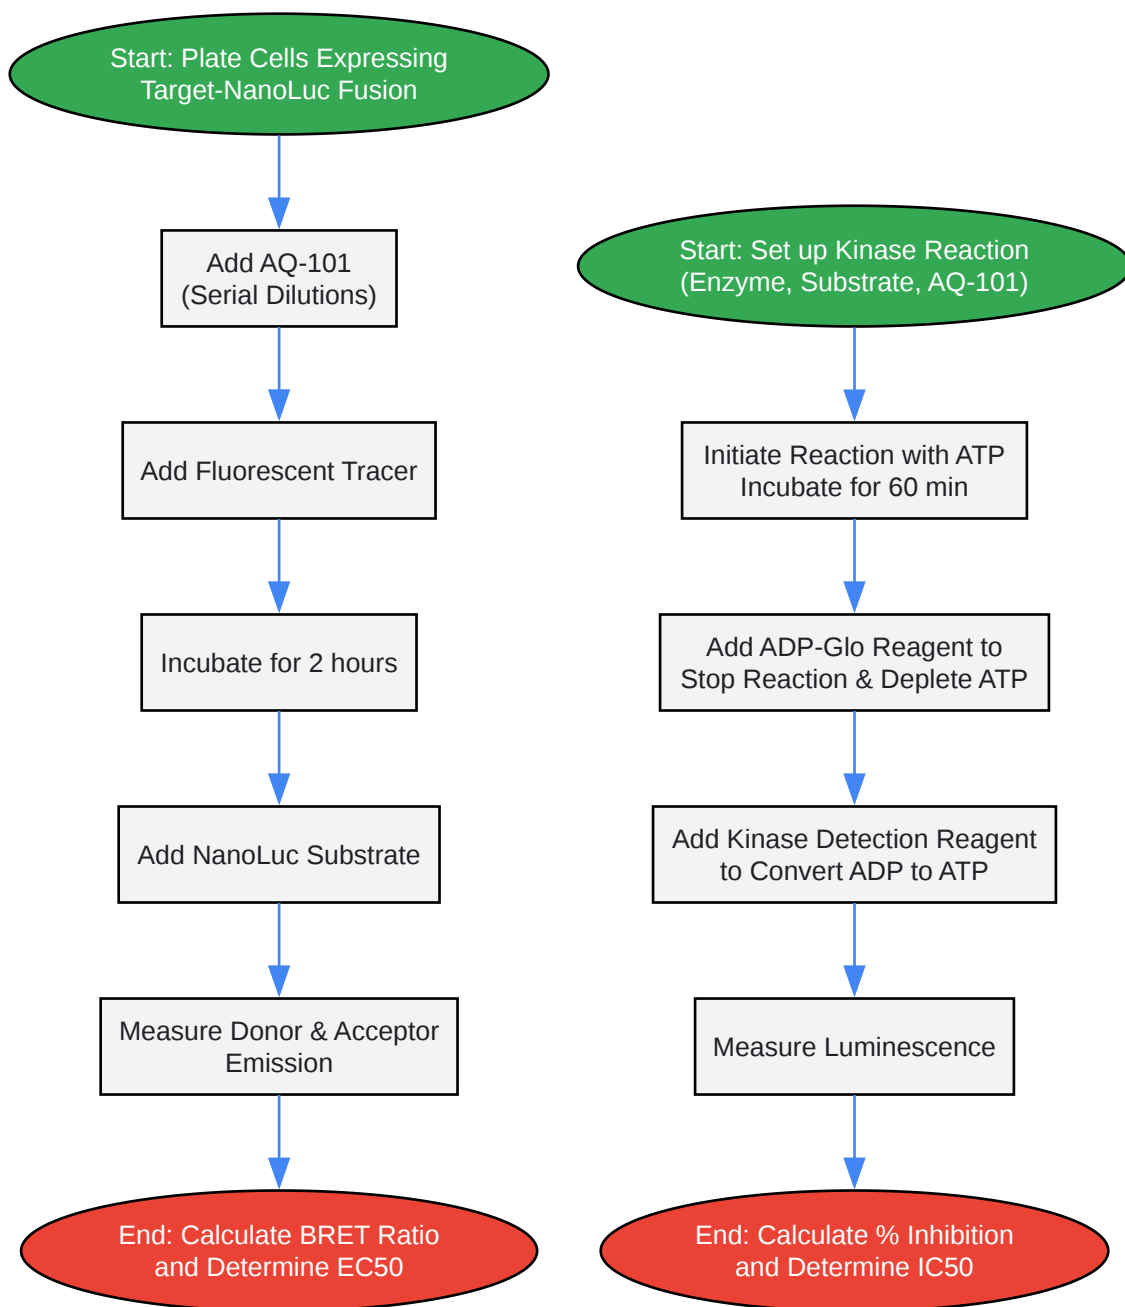 Start: Plate Cells Expressing
Target-NanoLuc Fusion
Add AQ-101
(Serial Dilutions)
Add Fluorescent Tracer
Incubate for 2 hours
Add NanoLuc Substrate
Measure Donor & Acceptor
Emission
End: Calculate BRET Ratio
and Determine EC50
Start: Set up Kinase Reaction
(Enzyme, Substrate, AQ-101)
Initiate Reaction with ATP
Incubate for 60 min
Add ADP-Glo Reagent to
Stop Reaction & Deplete ATP
Add Kinase Detection Reagent
to Convert ADP to ATP
Measure Luminescence
End: Calculate % Inhibition
and Determine IC50